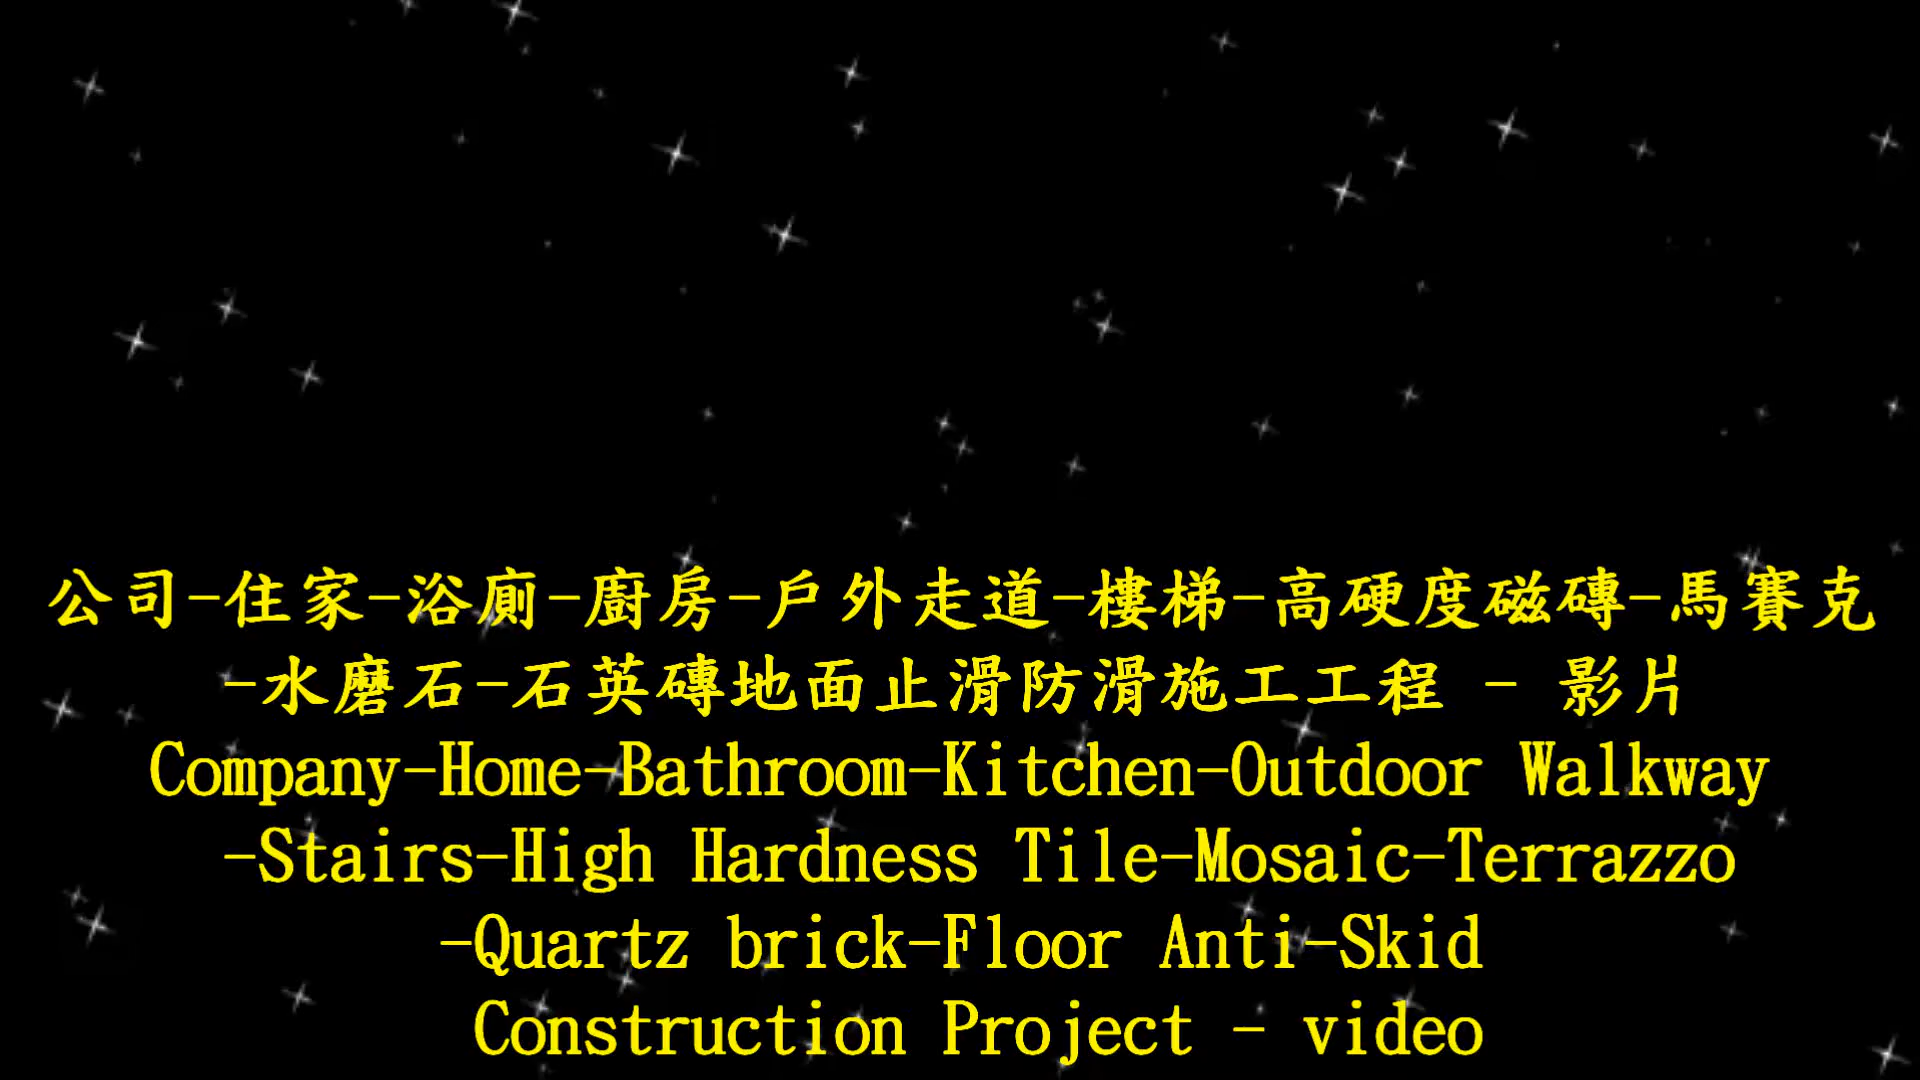 公司-住家-浴廁-廚房-戶外走道-樓梯-高硬度磁磚-馬賽克
-水磨石-石英磚地面止滑防滑施工工程 - 影片
Company-Home-Bathroom-Kitchen-Outdoor Walkway
-Stairs-High Hardness Tile-Mosaic-Terrazzo
-Quartz brick-Floor Anti-Skid
Construction Project - video